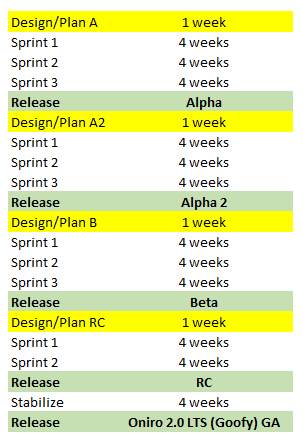 Design/Plan A 1 week
Sprint 1 4 weeks
Sprint 2 4 weeks
Sprint 3 4 weeks
Release Alpha
Design/Plan A2 1 week
Sprint 1 4 weeks
Sprint 2 4 weeks
Sprint 3 4 weeks
Release Alpha 2
Design/Plan B 1 week
Sprint 1 4 weeks
Sprint 2 4 weeks
Sprint 3 4 weeks
Release Beta
Design/Plan RC 1 week
Sprint 1 4 weeks
Sprint 2 4 weeks
Release RC
Stabilize 4 weeks
Release Oniro 2.0 LTS (Goofy) GA